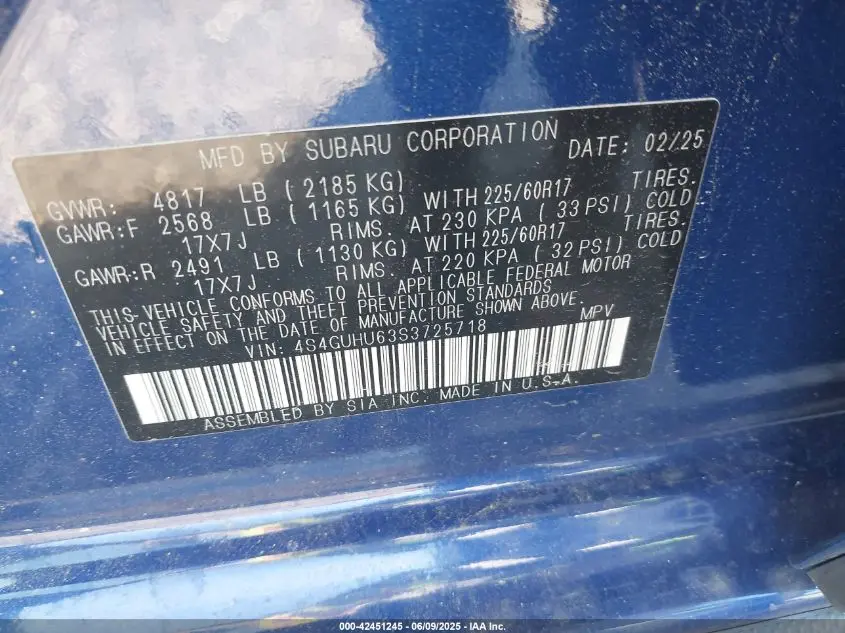 MFD BY SUBARU CORPORATION DATE: 02/25
GVWR: 4817 LB ( 2185 KG)
GAWR:F 2568 LB ( 1165 KG) WITH 225/60R17 TIRES.
17X7J RIMS. AT 230 KPA ( 33 PSI) COLD
GAWR:R 2491 LB ( 1130 KG) WITH 225/60R17 TIRES.
17X7J RIMS. AT 220 KPA ( 32 PSI) COLD
THIS VEHICLE CONFORMS TO ALL APPLICABLE FEDERAL MOTOR
VEHICLE SAFETY AND THEFT PREVENTION STANDARDS
IN EFFECT ON THE DATE OF MANUFACTURE SHOWN ABOVE.
VIN: 4S4GUHU63S3725718 MPV
ASSEMBLED BY SIA INC. MADE IN U.S.A.
000-42451245 - 06/09/2025 - IAA Inc.